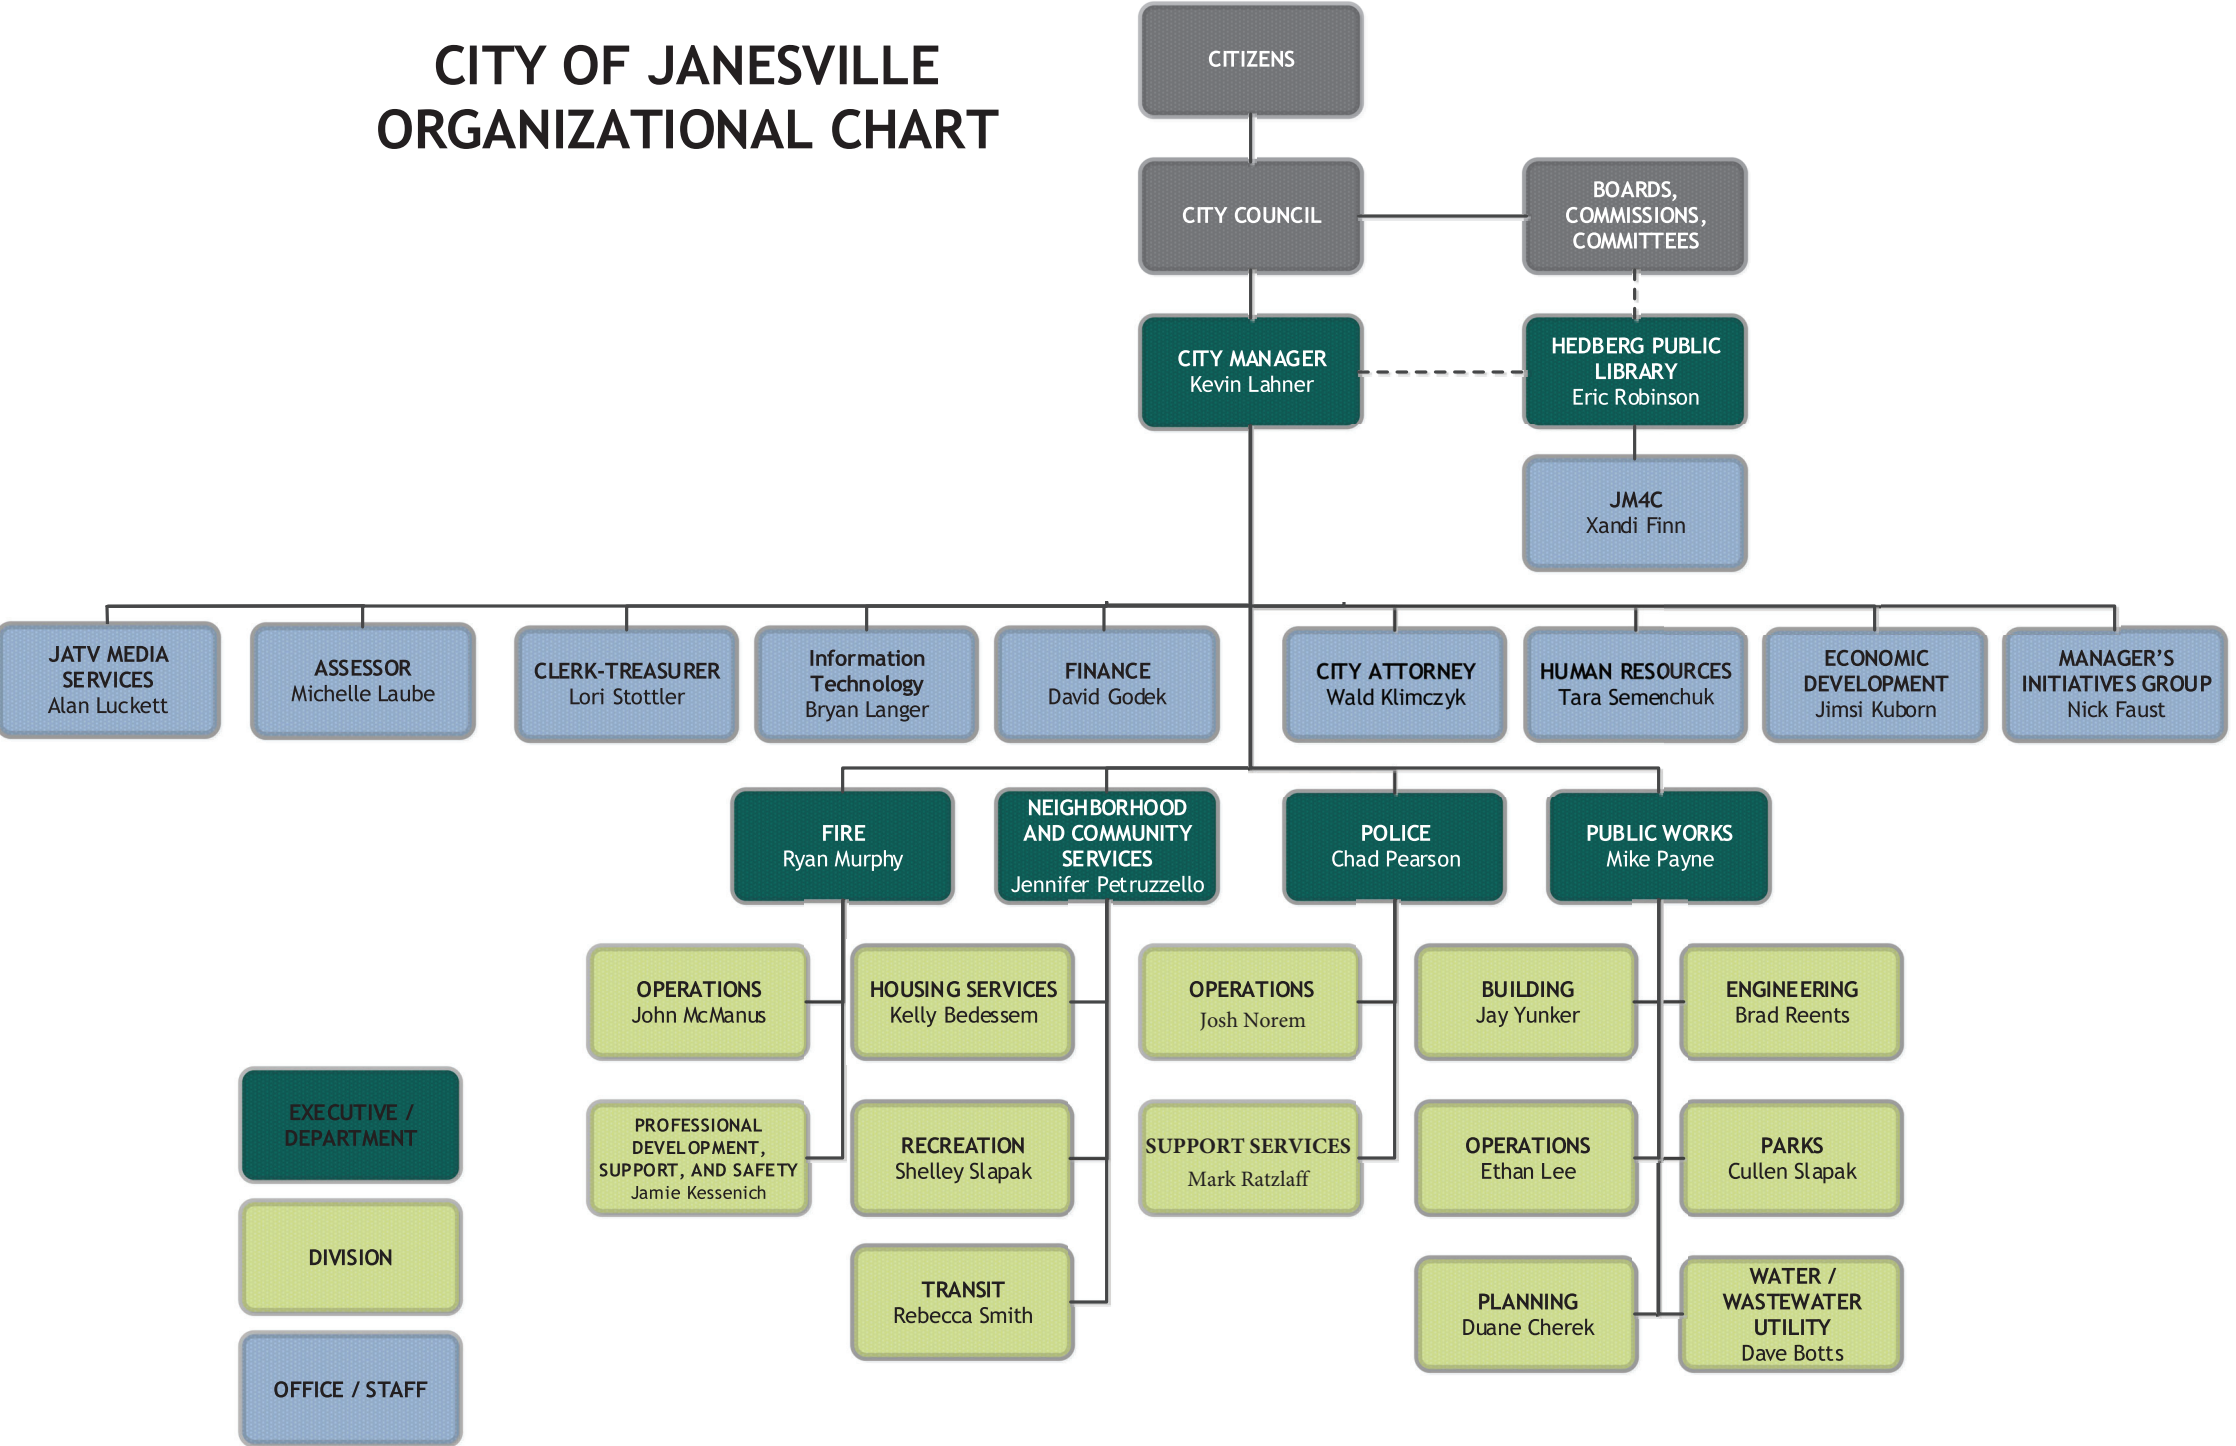 CITY OF JANESVILLE
ORGANIZATIONAL CHART
CITIZENS
CITY COUNCIL
BOARDS,
COMMISSIONS,
COMMITTEES
CITY MANAGER
Kevin Lahner
HEDBERG PUBLIC
LIBRARY
Eric Robinson
JM4C
Xandi Finn
JATV MEDIA
SERVICES
Alan Luckett
ASSESSOR
Michelle Laube
CLERK-TREASURER
Lori Stottler
Information
Technology
Bryan Langer
FINANCE
David Godek
CITY ATTORNEY
Wald Klimczyk
HUMAN RESOURCES
Tara Semenchuk
ECONOMIC
DEVELOPMENT
Jimsi Kuborn
MANAGER’S
INITIATIVES GROUP
Nick Faust
FIRE
Ryan Murphy
NEIGHBORHOOD
AND COMMUNITY
SERVICES
Jennifer Petruzzello
POLICE
Chad Pearson
PUBLIC WORKS
Mike Payne
OPERATIONS
John McManus
HOUSING SERVICES
Kelly Bedessem
OPERATIONS
Josh Norem
BUILDING
Jay Yunker
ENGINEERING
Brad Reents
PROFESSIONAL
DEVELOPMENT,
SUPPORT, AND SAFETY
Jamie Kessenich
RECREATION
Shelley Slapak
SUPPORT SERVICES
Mark Ratzlaff
OPERATIONS
Ethan Lee
PARKS
Cullen Slapak
TRANSIT
Rebecca Smith
PLANNING
Duane Cherek
WATER /
WASTEWATER
UTILITY
Dave Botts
EXECUTIVE /
DEPARTMENT
DIVISION
OFFICE / STAFF